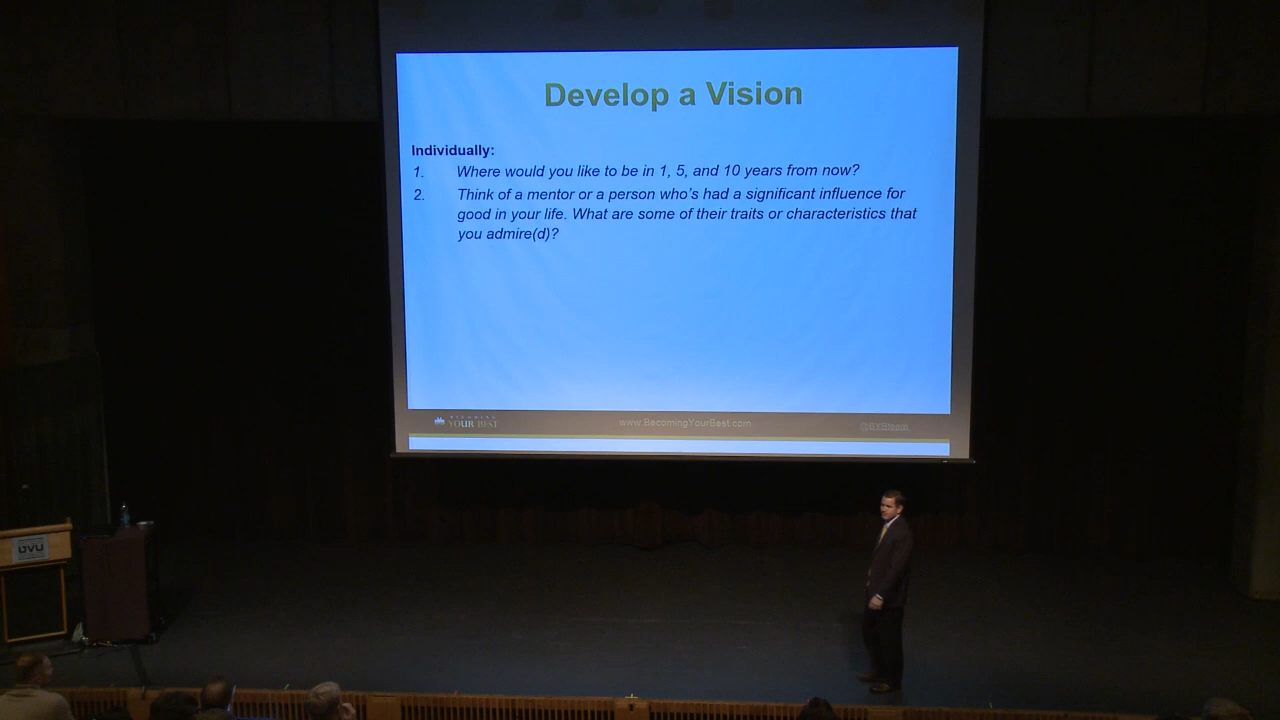 Develop a Vision
Individually:
1. Where would you like to be in 1, 5, and 10 years from now?
2. Think of a mentor or a person who's had a significant influence for
good in your life. What are some of their traits or characteristics that
you admire(d)?
BECOMING
YOUR BEST
www.BecomingYourBest.com
@BYBteam
UVU